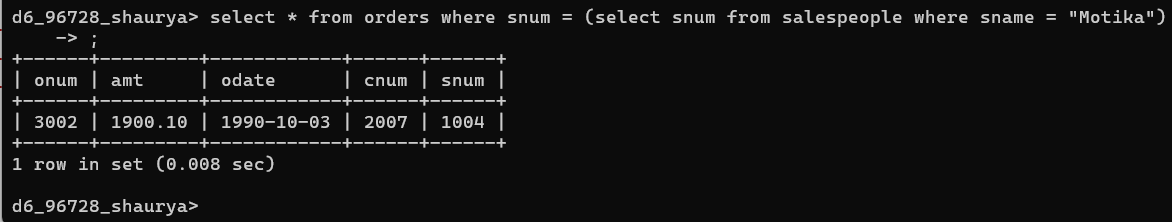 d6_96728_shaurya> select * from orders where snum = (select snum from salespeople where sname = "Motika")
    -> ;
+------+---------+------------+------+------+
| onum | amt     | odate      | cnum | snum |
+------+---------+------------+------+------+
| 3002 | 1900.10 | 1990-10-03 | 2007 | 1004 |
+------+---------+------------+------+------+
1 row in set (0.008 sec)
d6_96728_shaurya>